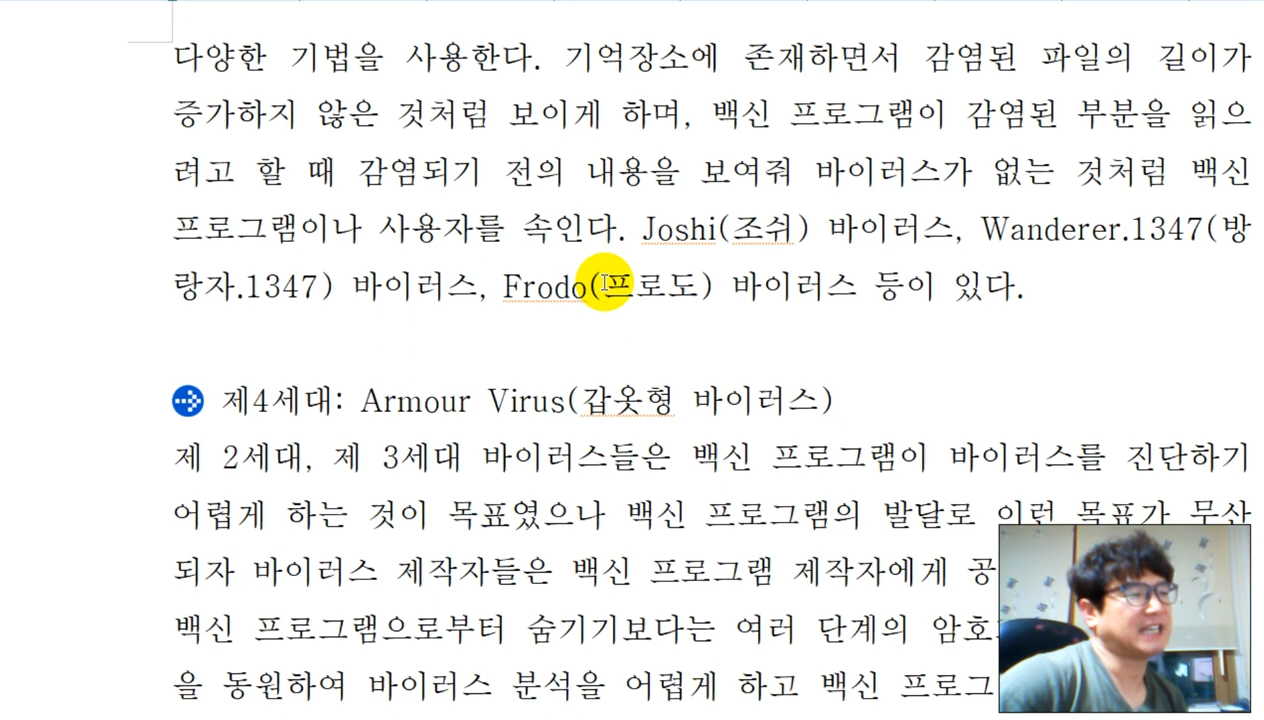 다양한 기법을 사용한다. 기억장소에 존재하면서 감염된 파일의 길이가
증가하지 않은 것처럼 보이게 하며, 백신 프로그램이 감염된 부분을 읽으
려고 할 때 감염되기 전의 내용을 보여줘 바이러스가 없는 것처럼 백신
프로그램이나 사용자를 속인다. Joshi(조쉬) 바이러스, Wanderer.1347(방
랑자.1347) 바이러스, Frodo(프로도) 바이러스 등이 있다.
제4세대: Armour Virus(갑옷형 바이러스)
제 2세대, 제 3세대 바이러스들은 백신 프로그램이 바이러스를 진단하기
어렵게 하는 것이 목표였으나 백신 프로그램의 발달로 이런 목표가 무산
되자 바이러스 제작자들은 백신 프로그램 제작자에게 공
백신 프로그램으로부터 숨기기보다는 여러 단계의 암호
을 동원하여 바이러스 분석을 어렵게 하고 백신 프로그